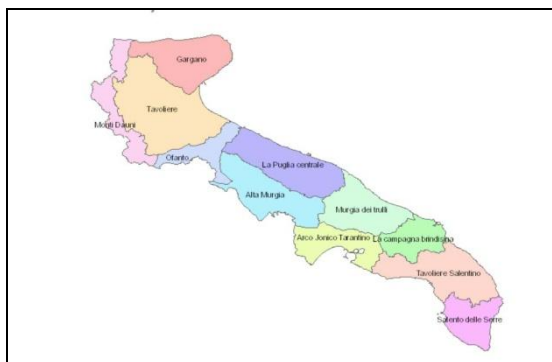 Gargano
Tavoliere
Monti Dauni
Ofanto
La Puglia centrale
Alta Murgia
Murgia dei trulli
Arco Jonico Tarantino
La campagna brindisina
Tavoliere Salentino
Salento delle Serre